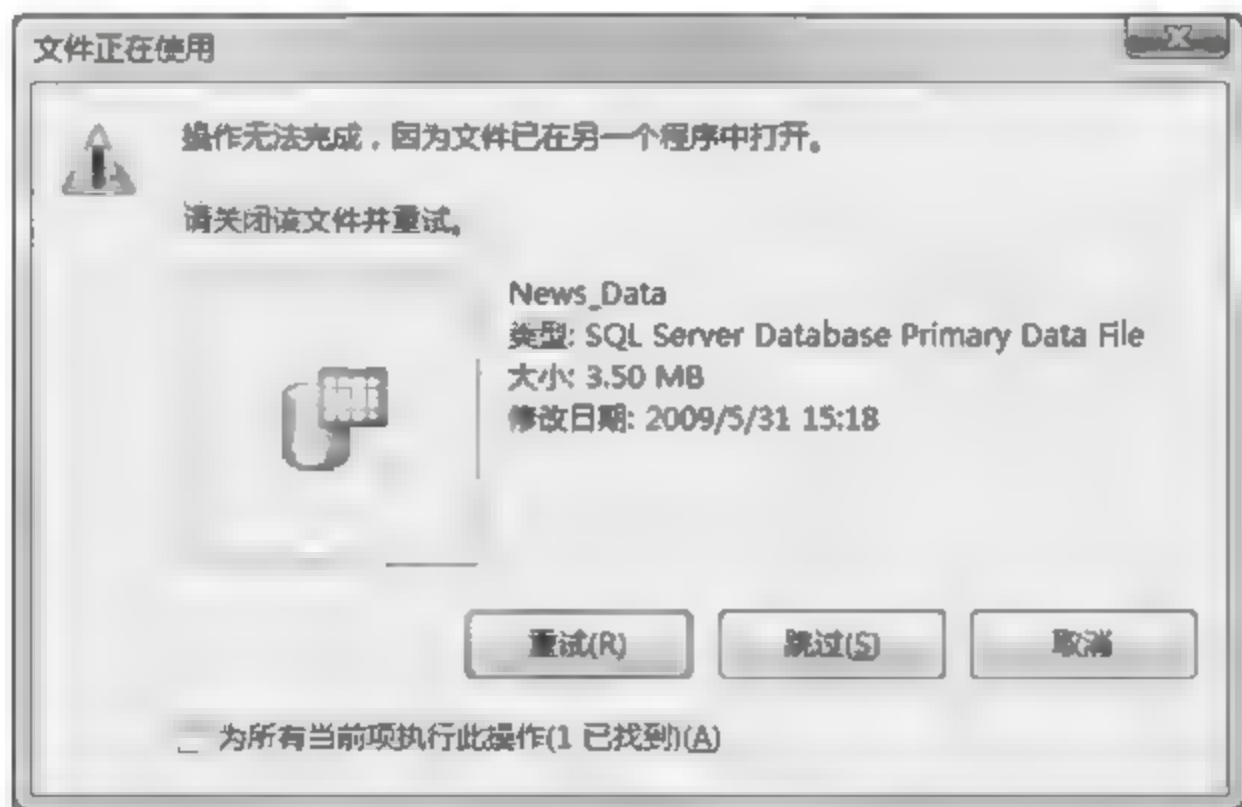 文件正在使用
操作无法完成，因为文件已在另一个程序中打开。
请关闭该文件并重试。
News_Data
类型: SQL Server Database Primary Data File
大小: 3.50 MB
修改日期: 2009/5/31 15:18
重试(R)
跳过(S)
取消
为所有当前项执行此操作(1 已找到)(A)